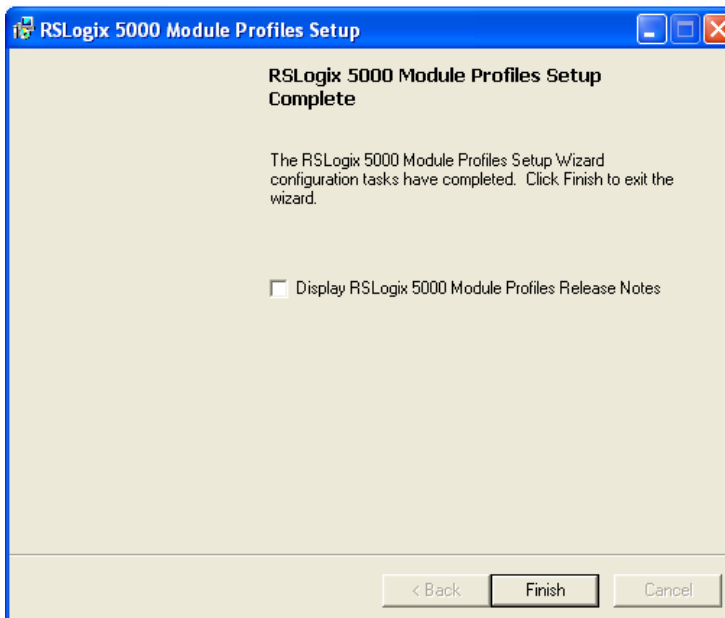 RSLogix 5000 Module Profiles Setup
RSLogix 5000 Module Profiles Setup
Complete
The RSLogix 5000 Module Profiles Setup Wizard
configuration tasks have completed. Click Finish to exit the
wizard.
Display RSLogix 5000 Module Profiles Release Notes
< Back
Finish
Cancel